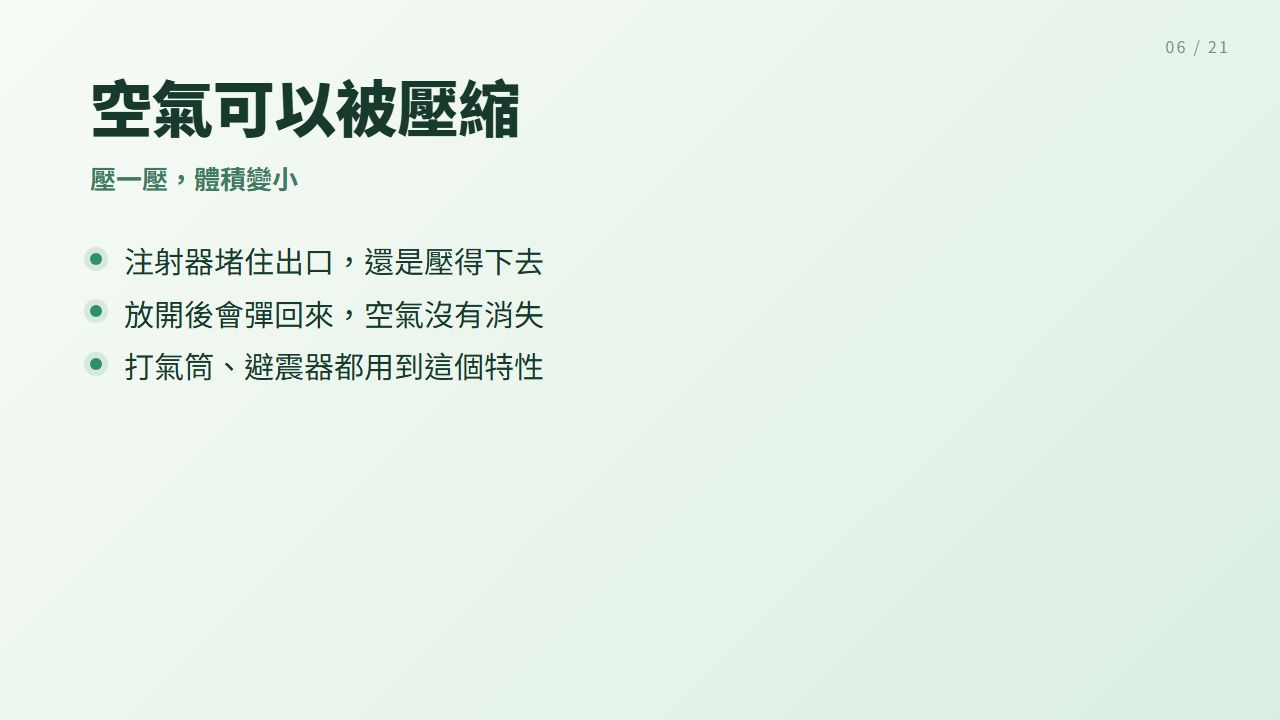 06 / 21
空氣可以被壓縮
壓一壓，體積變小
注射器堵住出口，還是壓得下去
放開後會彈回來，空氣沒有消失
打氣筒、避震器都用到這個特性